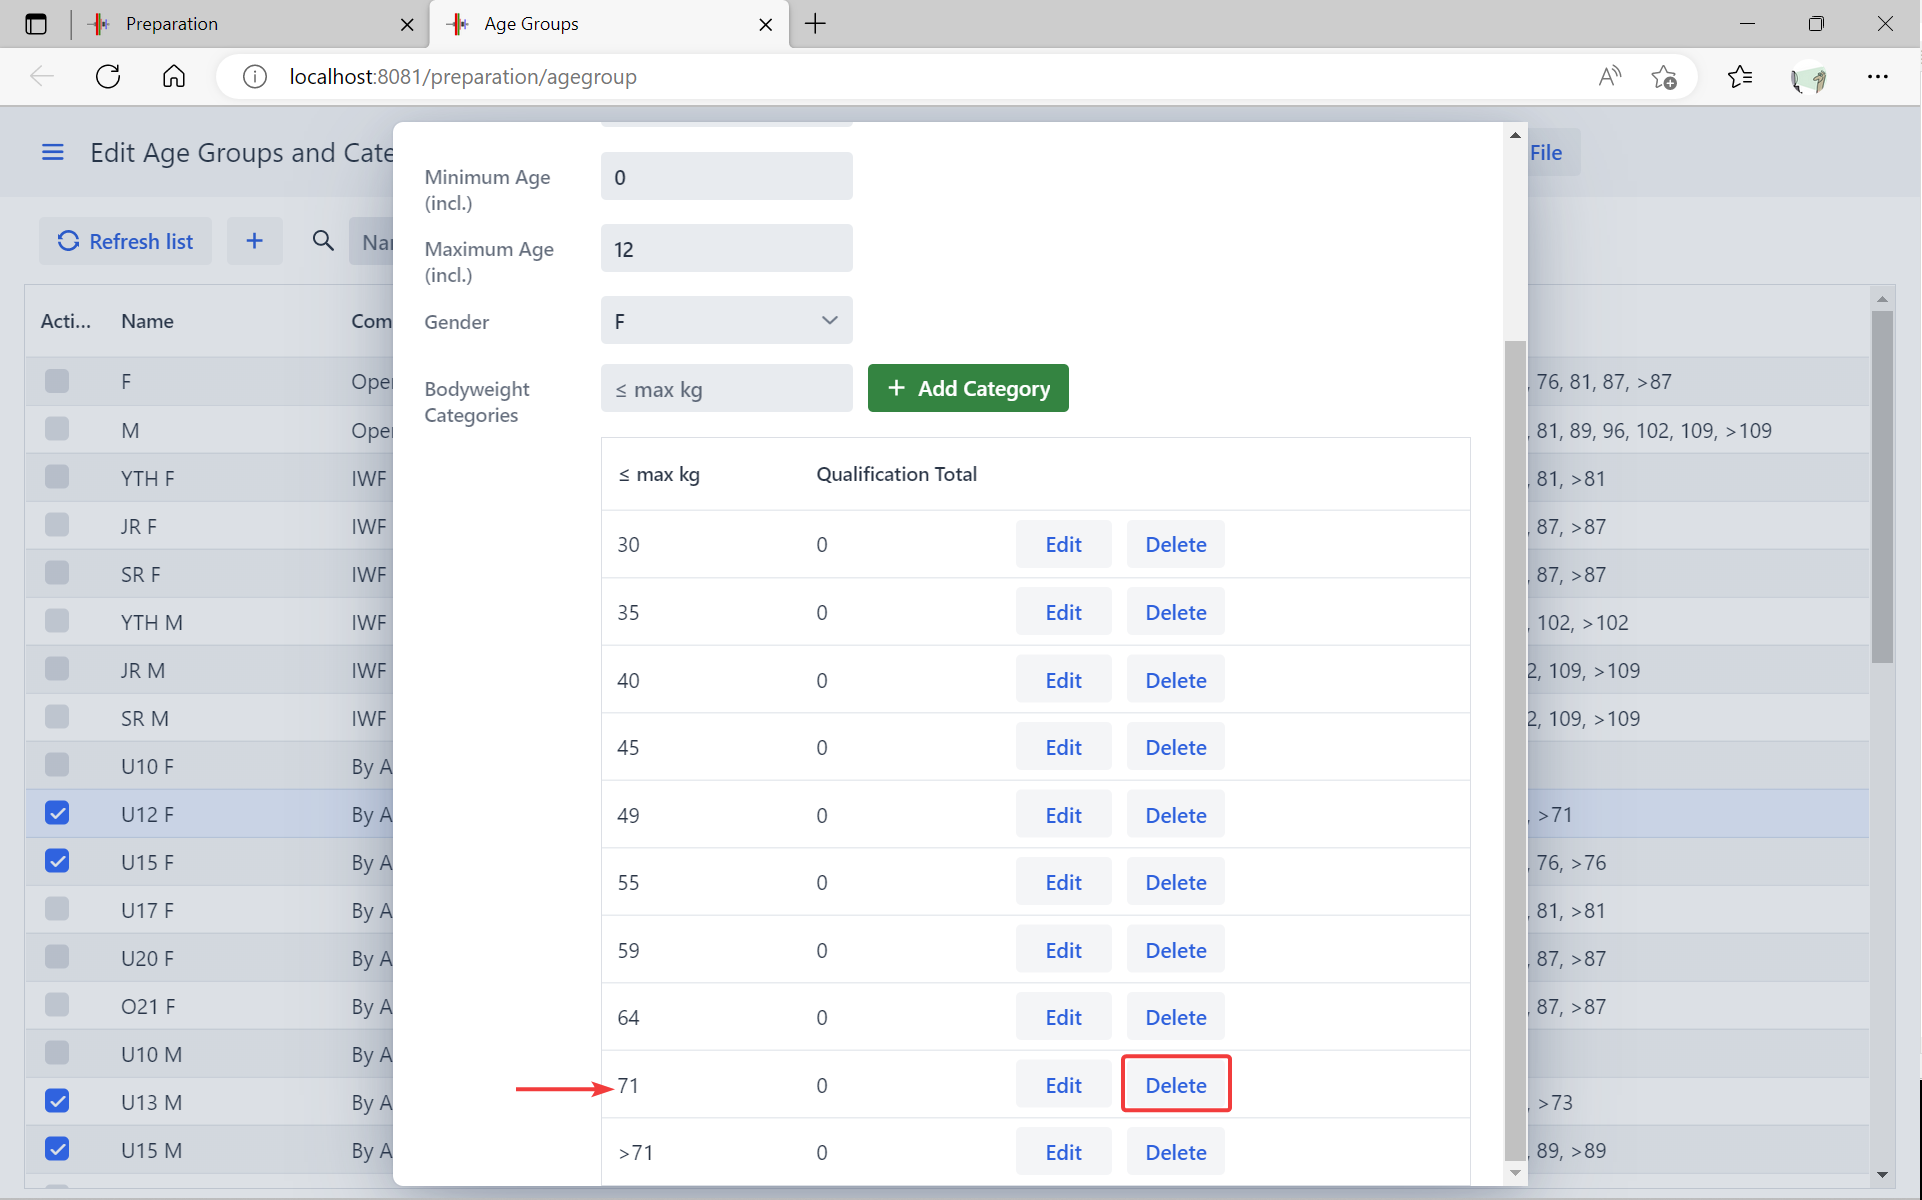 Preparation
Age Groups
localhost:8081/preparation/agegroup
Edit Age Groups and Cate
File
Refresh list
Nar
Acti...
Name
Com
F
Oper
76, 81, 87, >87
M
Oper
81, 89, 96, 102, 109, >109
YTH F
IWF
81, >81
JR F
IWF
87, >87
SR F
IWF
87, >87
YTH M
IWF
102, >102
JR M
IWF
2, 109, >109
SR M
IWF
2, 109, >109
U10 F
By A
U12 F
By A
>71
U15 F
By A
76, >76
U17 F
By A
81, >81
U20 F
By A
87, >87
O21 F
By A
87, >87
U10 M
By A
U13 M
By A
>73
U15 M
By A
89, >89
Minimum Age
(incl.)
0
Maximum Age
(incl.)
12
Gender
F
Bodyweight
Categories
≤ max kg
+ Add Category
≤ max kg Qualification Total
30 0 Edit Delete
35 0 Edit Delete
40 0 Edit Delete
45 0 Edit Delete
49 0 Edit Delete
55 0 Edit Delete
59 0 Edit Delete
64 0 Edit Delete
71 0 Edit Delete
>71 0 Edit Delete